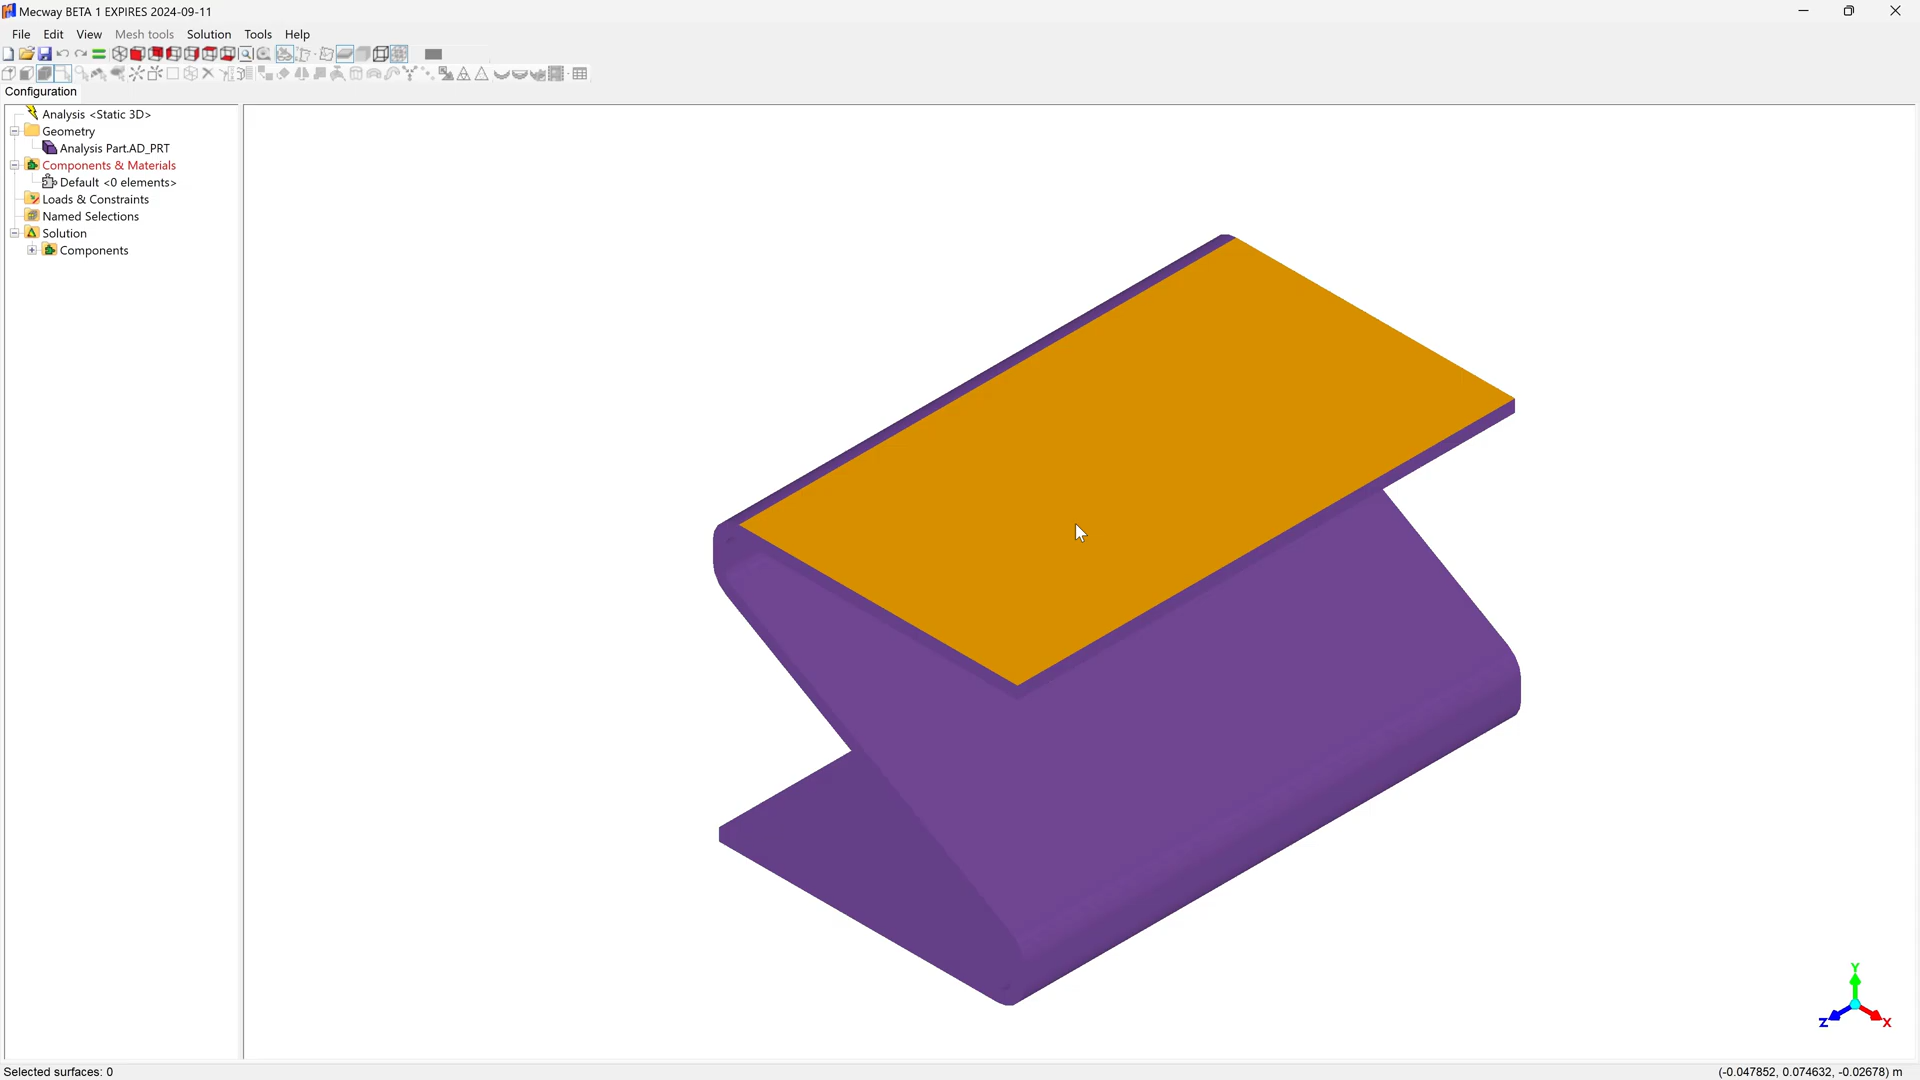 Mecway BETA 1 EXPIRES 2024-09-11
File Edit View Mesh tools Solution Tools Help
Configuration
Analysis <Static 3D>
Geometry
Analysis Part.AD_PRT
Components & Materials
Default <0 elements>
Loads & Constraints
Named Selections
Solution
Components
Y
Z X
Selected surfaces: 0 (-0.047852, 0.074632, -0.02678) m